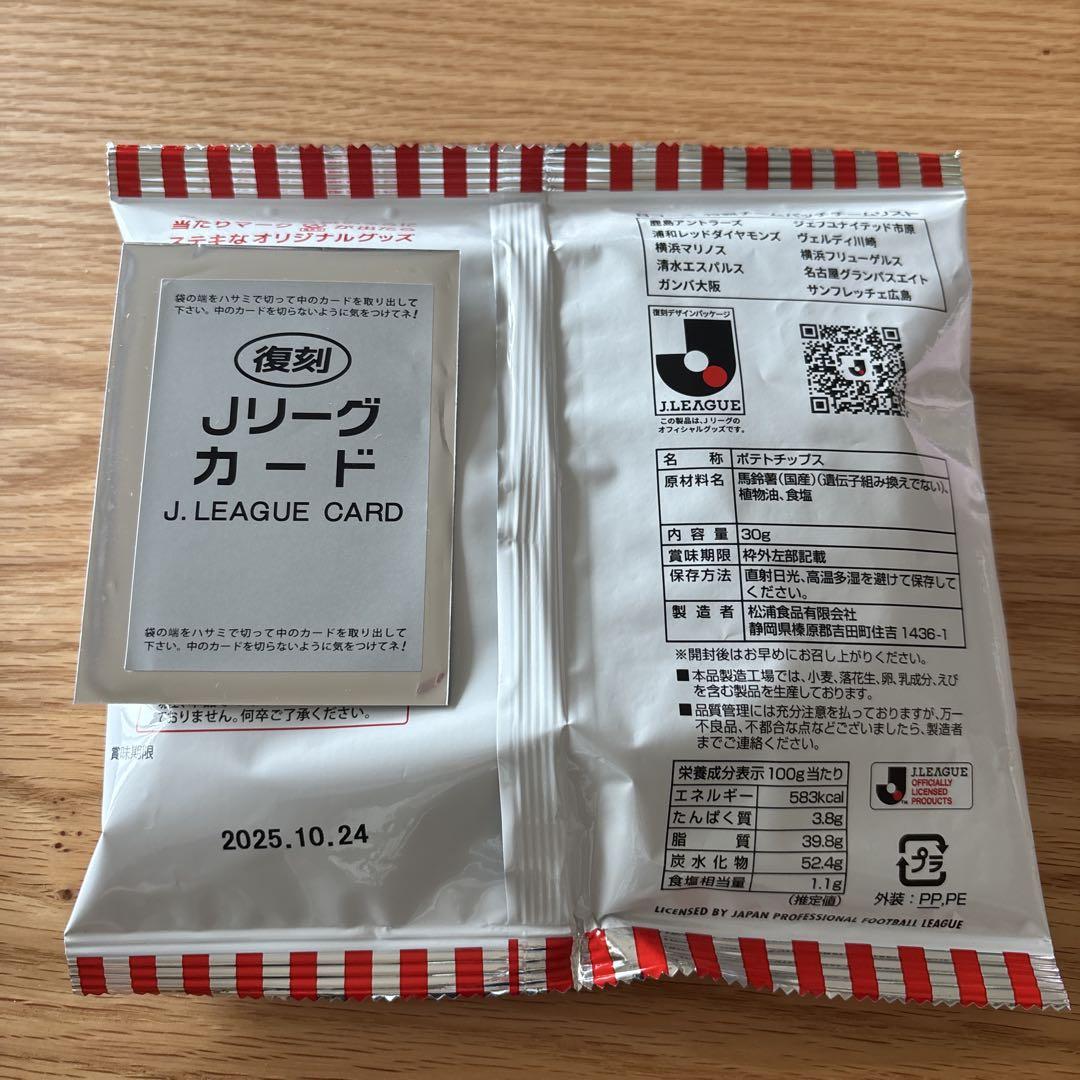 当たりマーク が出たら
ステキなオリジナルグッズ
袋の端をハサミで切って中のカードを取り出して
下さい。中のカードを切らないように気をつけてネ!
復刻
Jリーグ
カード
J. LEAGUE CARD
袋の端をハサミで切って中のカードを取り出して
下さい。中のカードを切らないように気をつけてネ!
ておりません。何卒ご了承ください。
賞味期限
2025.10.24
チームリスト
鹿島アントラーズ
ジェフユナイテッド市原
浦和レッドダイヤモンズ
ヴェルディ川崎
横浜マリノス
横浜フリューゲルス
清水エスパルス
名古屋グランパスエイト
ガンバ大阪
サンフレッチェ広島
復刻デザインパッケージ
J.LEAGUE
この製品は、Jリーグの
オフィシャルグッズです。
名称 ポテトチップス
原材料名 馬鈴薯(国産)(遺伝子組み換えでない)、
植物油、食塩
内容量 30g
賞味期限 枠外左部記載
保存方法 直射日光、高温多湿を避けて保存して
ください。
製造者 松浦食品有限会社
静岡県榛原郡吉田町住吉1436-1
※開封後はお早めにお召し上がりください。
■本品製造工場では、小麦、落花生、卵、乳成分、えび
を含む製品を生産しております。
■品質管理には充分注意を払っておりますが、万一
不良品、不都合な点などございましたら、製造者
までご連絡ください。
栄養成分表示100g当たり
エネルギー 583kcal
たんぱく質 3.8g
脂質 39.8g
炭水化物 52.4g
食塩相当量 1.1g
(推定値)
J.LEAGUE
OFFICIALLY
LICENSED
PRODUCTS
TM
プラ
外装:PP,PE
LICENSED BY JAPAN PROFESSIONAL FOOTBALL LEAGUE